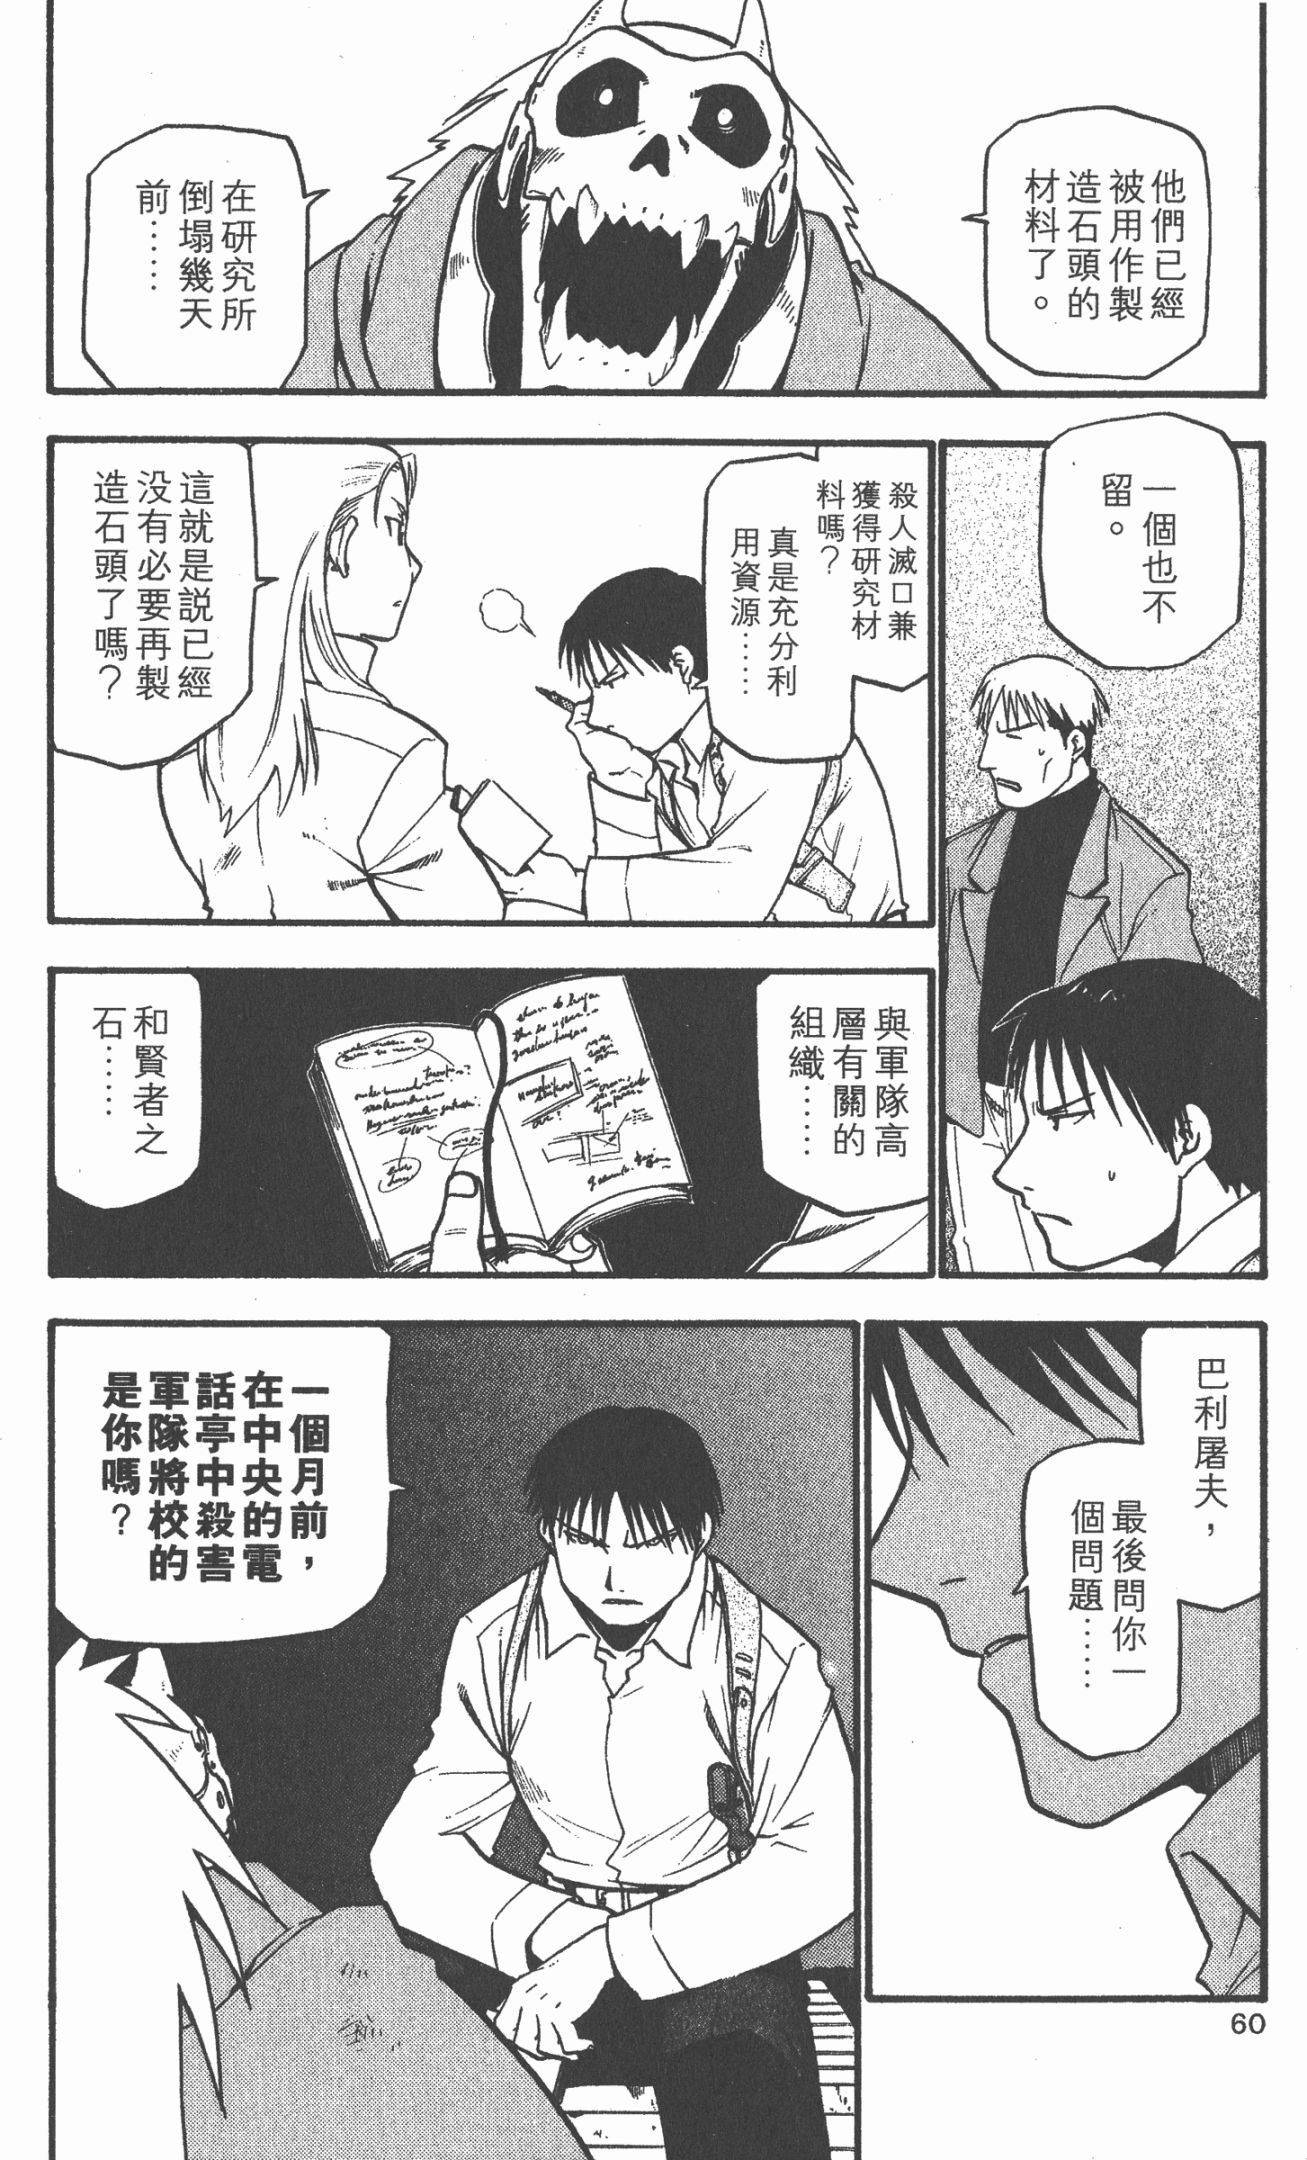 他們已經
被用作製
造石頭的
材料了。
在研究所
倒塌幾天
前……
一個也不
留。
殺人滅口兼
獲得研究材
料嗎？
真是充分利
用資源……
這就是說已經
没有必要再製
造石頭了嗎？
與軍隊高
層有關的
組織……
和賢者之
石……
巴利屠夫，
最後問你一
個問題……
一個月前，
在中央的電
話亭中殺害
軍隊將校的
是你嗎？
60